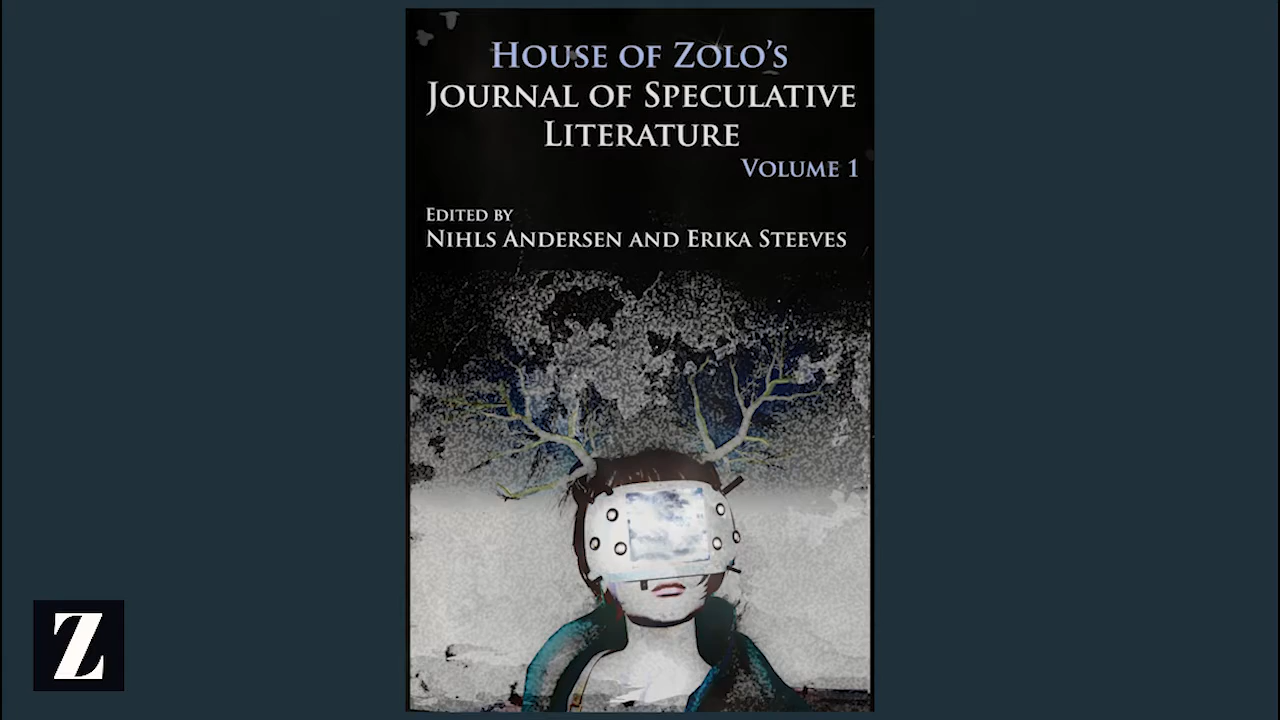 House of Zolo's
Journal of Speculative
Literature
Volume 1
Edited by
Nihls Andersen and Erika Steeves
Z